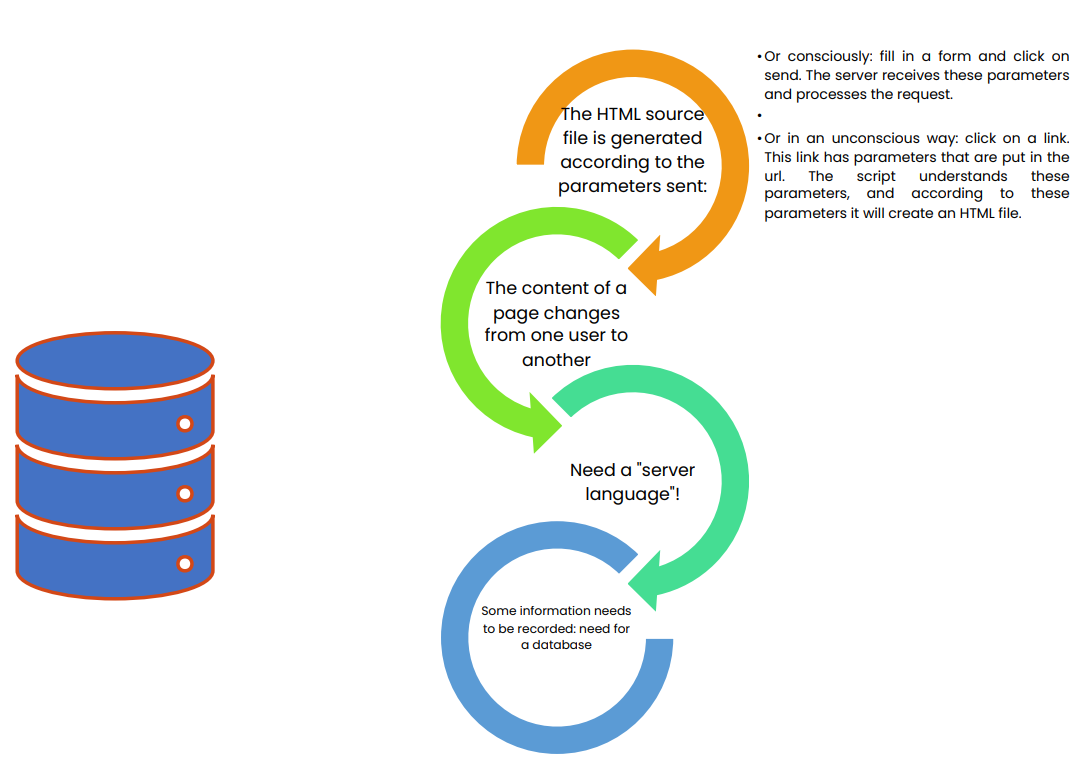 The HTML source
file is generated
according to the
parameters sent:
• Or consciously: fill in a form and click on
send. The server receives these parameters
and processes the request.
•
• Or in an unconscious way: click on a link.
This link has parameters that are put in the
url. The script understands these
parameters, and according to these
parameters it will create an HTML file.
The content of a
page changes
from one user to
another
Need a "server
language"!
Some information needs
to be recorded: need for
a database